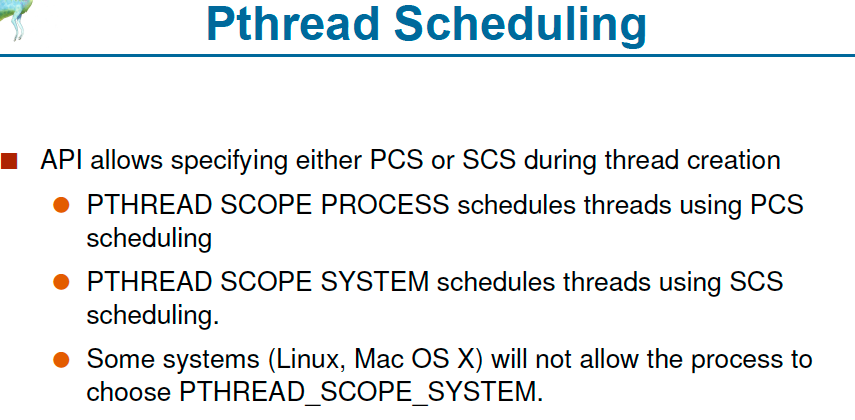 Pthread Scheduling
API allows specifying either PCS or SCS during thread creation
PTHREAD SCOPE PROCESS schedules threads using PCS
scheduling
PTHREAD SCOPE SYSTEM schedules threads using SCS
scheduling.
Some systems (Linux, Mac OS X) will not allow the process to
choose PTHREAD_SCOPE_SYSTEM.